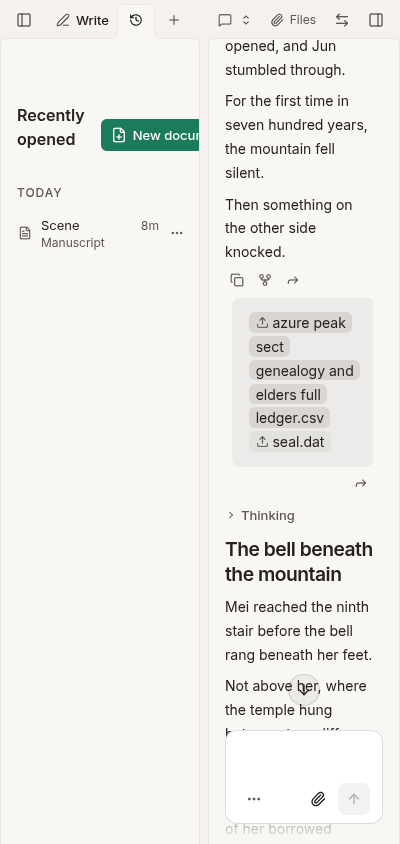 Write
Files
Recently
opened
New docur
TODAY
Scene
8m
Manuscript
opened, and Jun
stumbled through.
For the first time in
seven hundred years,
the mountain fell
silent.
Then something on
the other side
knocked.
azure peak
sect
genealogy and
elders full
ledger.csv
seal.dat
Thinking
The bell beneath
the mountain
Mei reached the ninth
stair before the bell
rang beneath her feet.
Not above her, where
the temple hung
of her borrowed